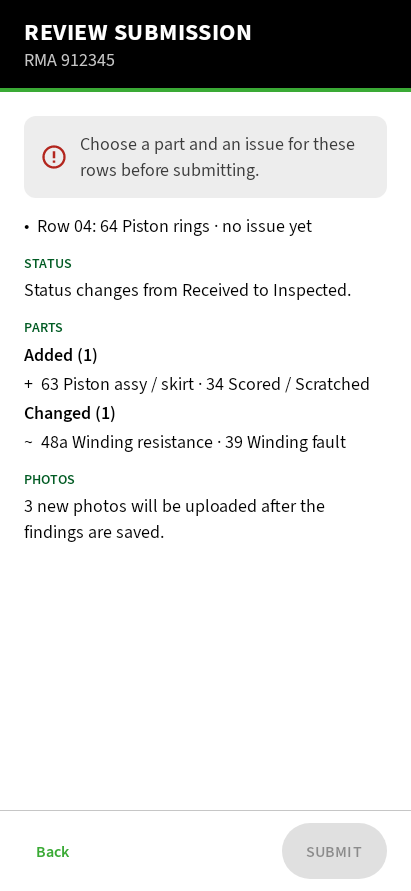 REVIEW SUBMISSION
RMA 912345
Choose a part and an issue for these
rows before submitting.
• Row 04: 64 Piston rings · no issue yet
STATUS
Status changes from Received to Inspected.
PARTS
Added (1)
+ 63 Piston assy / skirt · 34 Scored / Scratched
Changed (1)
~ 48a Winding resistance · 39 Winding fault
PHOTOS
3 new photos will be uploaded after the
findings are saved.
Back
SUBMIT